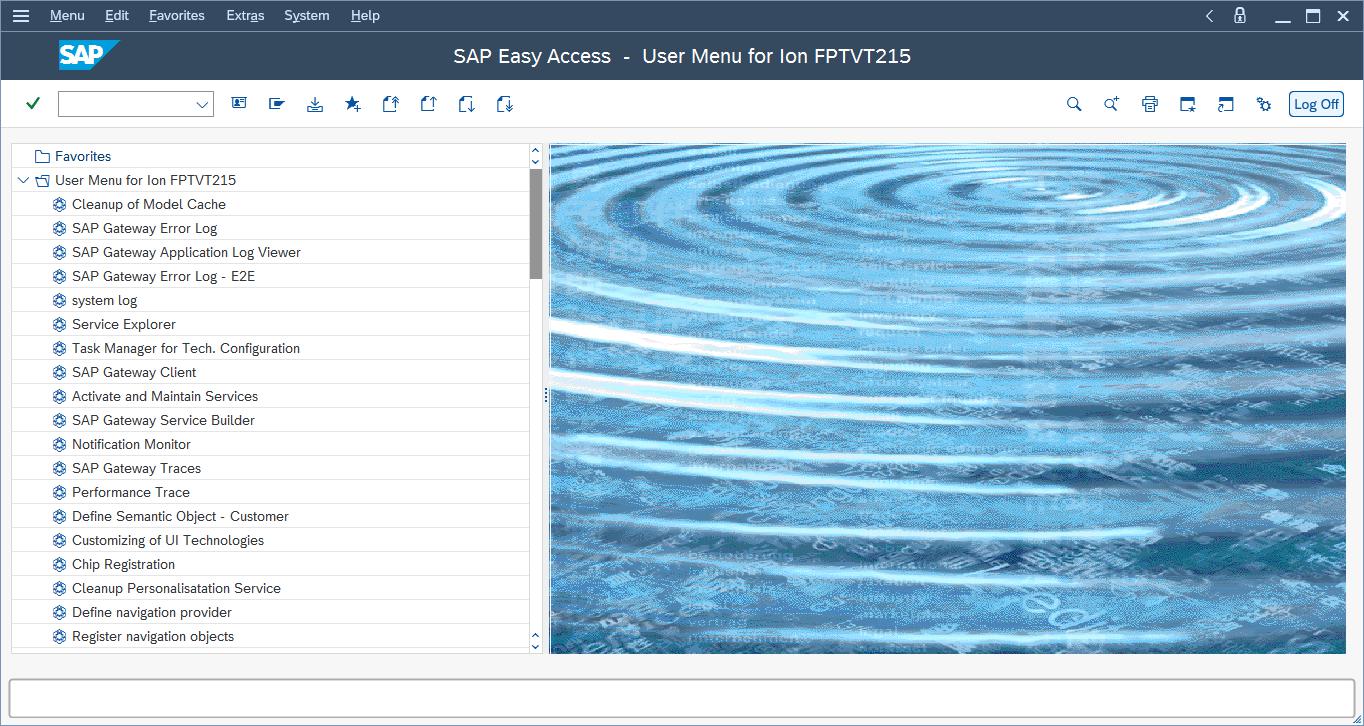 Menu Edit Favorites Extras System Help
SAP
SAP Easy Access - User Menu for Ion FPTVT215
Log Off
Favorites
User Menu for Ion FPTVT215
Cleanup of Model Cache
SAP Gateway Error Log
SAP Gateway Application Log Viewer
SAP Gateway Error Log - E2E
system log
Service Explorer
Task Manager for Tech. Configuration
SAP Gateway Client
Activate and Maintain Services
SAP Gateway Service Builder
Notification Monitor
SAP Gateway Traces
Performance Trace
Define Semantic Object - Customer
Customizing of UI Technologies
Chip Registration
Cleanup Personalisatation Service
Define navigation provider
Register navigation objects